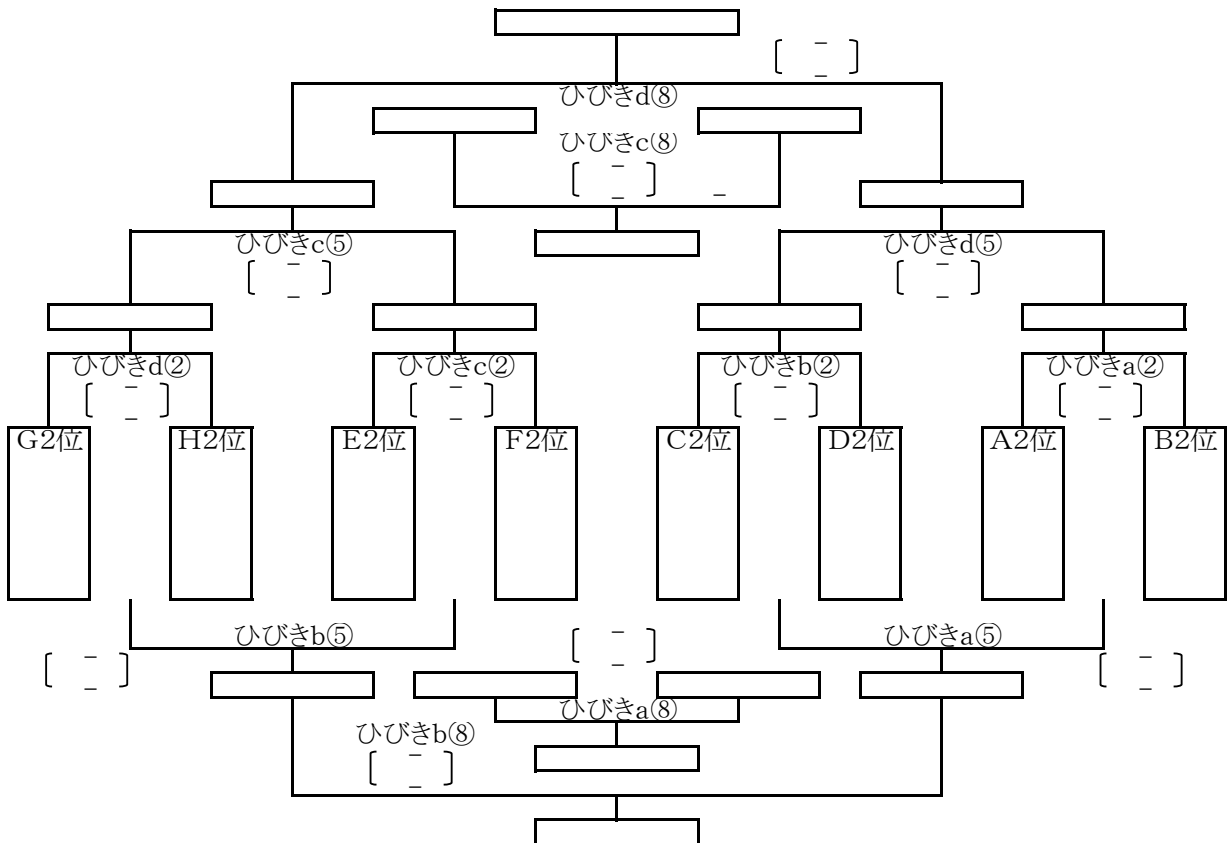 [ － － ]
ひびきd⑧
ひびきc⑧
[ － － ] －
ひびきc⑤ ひびきd⑤
[ － － ] [ － － ]
ひびきd② ひびきc② ひびきb② ひびきa②
[ － － ] [ － － ] [ － － ] [ － － ]
G2位 H2位 E2位 F2位 C2位 D2位 A2位 B2位
ひびきb⑤ [ － － ] ひびきa⑤
[ － － ] [ － － ]
ひびきa⑧
ひびきb⑧
[ － － ]